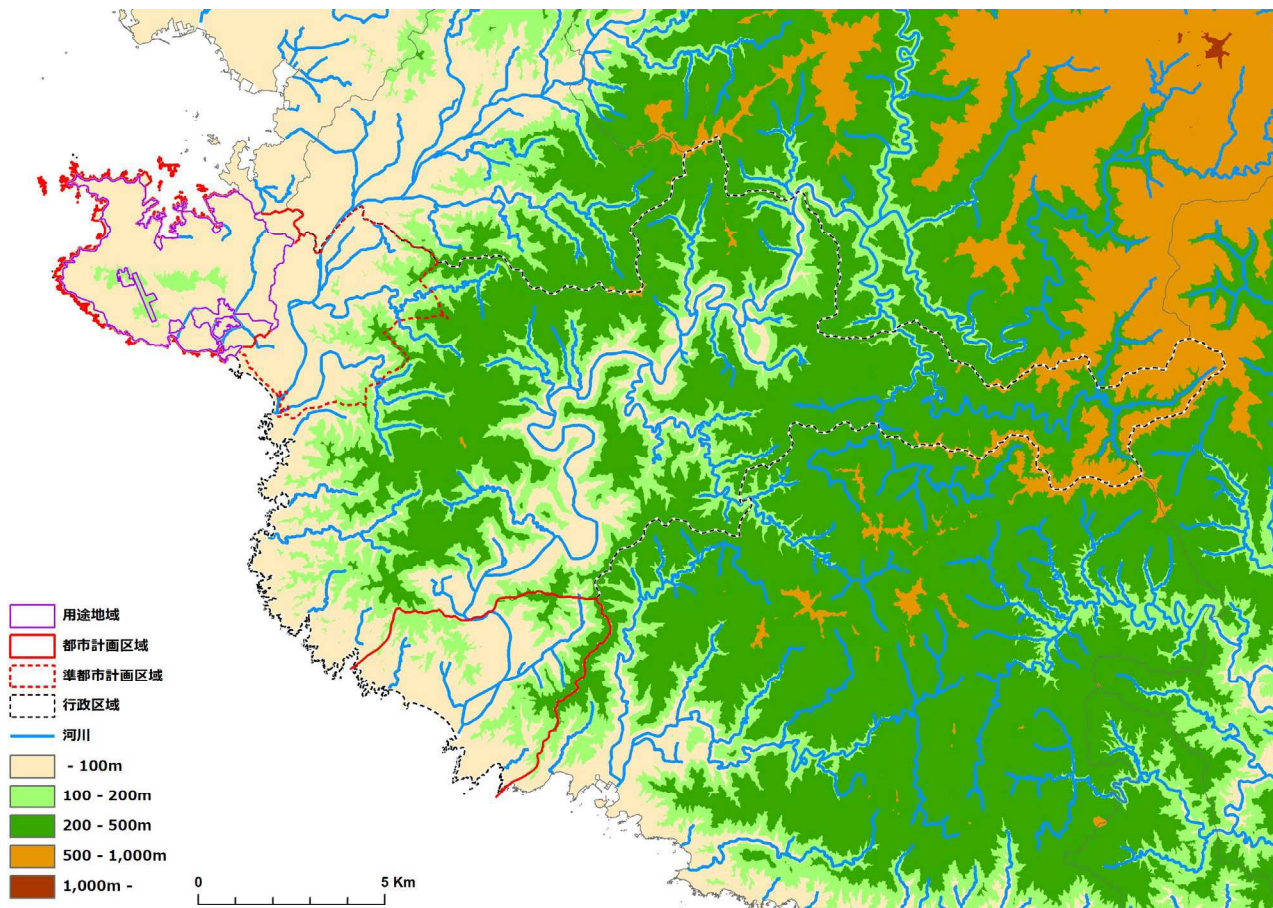 用途地域
都市計画区域
準都市計画区域
行政区域
河川
- 100m
100 - 200m
200 - 500m
500 - 1,000m
1,000m -
0 5 Km